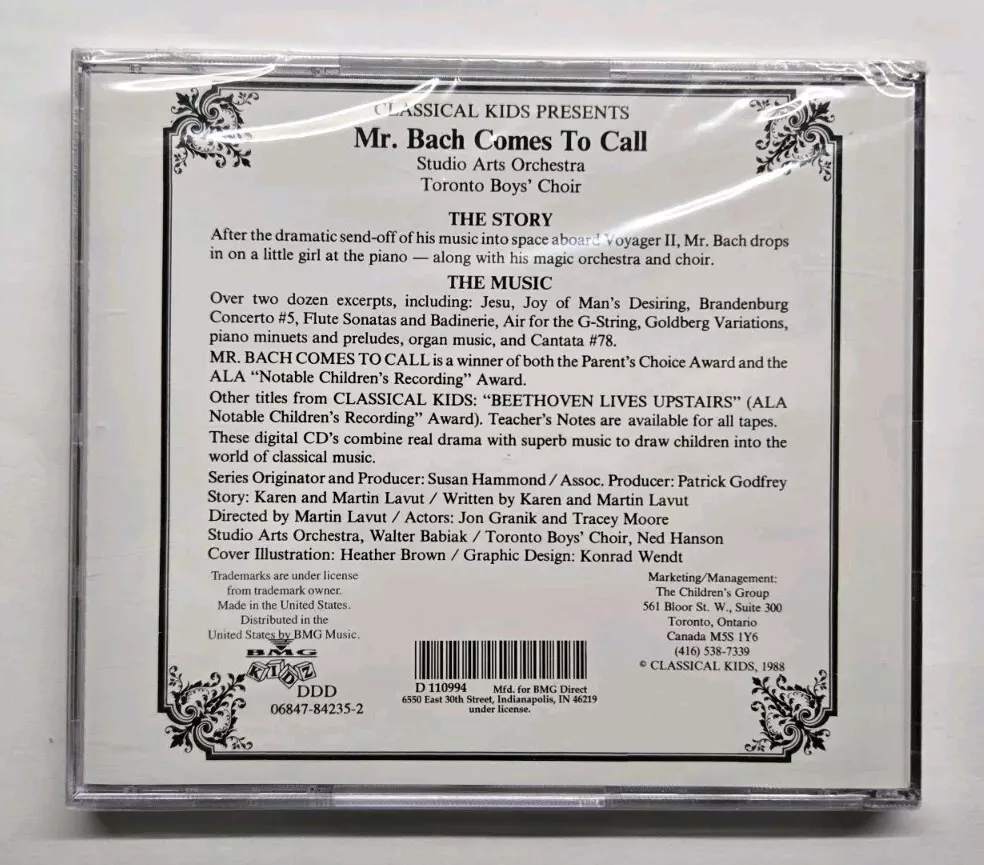 CLASSICAL KIDS PRESENTS
Mr. Bach Comes To Call
Studio Arts Orchestra
Toronto Boys' Choir
THE STORY
After the dramatic send-off of his music into space aboard Voyager II, Mr. Bach drops
in on a little girl at the piano — along with his magic orchestra and choir.
THE MUSIC
Over two dozen excerpts, including: Jesu, Joy of Man's Desiring, Brandenburg
Concerto #5, Flute Sonatas and Badinerie, Air for the G-String, Goldberg Variations,
piano minuets and preludes, organ music, and Cantata #78.
MR. BACH COMES TO CALL is a winner of both the Parent's Choice Award and the
ALA “Notable Children's Recording” Award.
Other titles from CLASSICAL KIDS: “BEETHOVEN LIVES UPSTAIRS” (ALA
Notable Children's Recording” Award). Teacher's Notes are available for all tapes.
These digital CD's combine real drama with superb music to draw children into the
world of classical music.
Series Originator and Producer: Susan Hammond / Assoc. Producer: Patrick Godfrey
Story: Karen and Martin Lavut / Written by Karen and Martin Lavut
Directed by Martin Lavut / Actors: Jon Granik and Tracey Moore
Studio Arts Orchestra, Walter Babiak / Toronto Boys' Choir, Ned Hanson
Cover Illustration: Heather Brown / Graphic Design: Konrad Wendt
Trademarks are under license
from trademark owner.
Made in the United States.
Distributed in the
United States by BMG Music.
BMG
KIDZ
DDD
06847-84235-2
D 110994 Mfd. for BMG Direct
6550 East 30th Street, Indianapolis, IN 46219
under license.
Marketing/Management:
The Children's Group
561 Bloor St. W., Suite 300
Toronto, Ontario
Canada M5S 1Y6
(416) 538-7339
© CLASSICAL KIDS, 1988